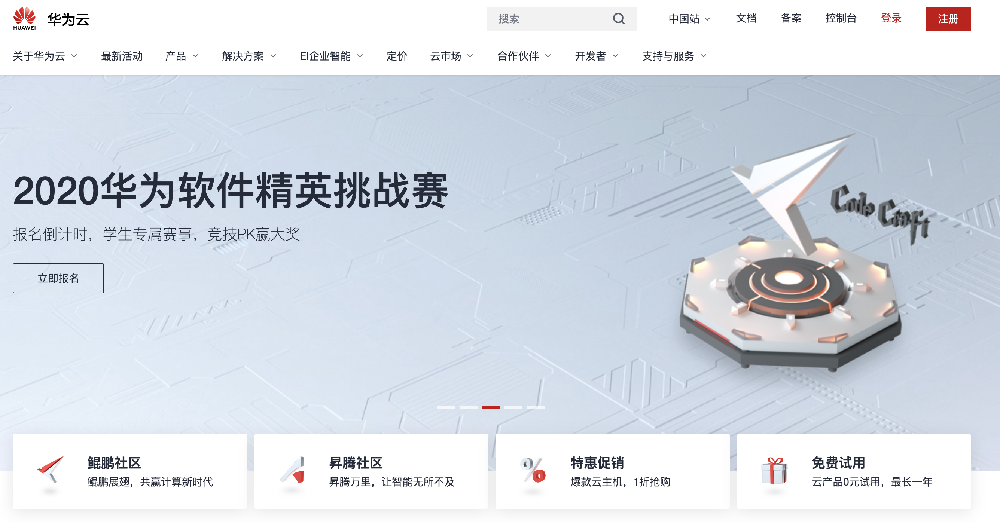 HUAWEI
华为云
搜索
中国站
文档
备案
控制台
登录
注册
关于华为云
最新活动
产品
解决方案
EI企业智能
定价
云市场
合作伙伴
开发者
支持与服务
2020华为软件精英挑战赛
报名倒计时，学生专属赛事，竞技PK赢大奖
立即报名
Code Craft
鲲鹏社区
鲲鹏展翅，共赢计算新时代
昇腾社区
昇腾万里，让智能无所不及
特惠促销
爆款云主机，1折抢购
免费试用
云产品0元试用，最长一年